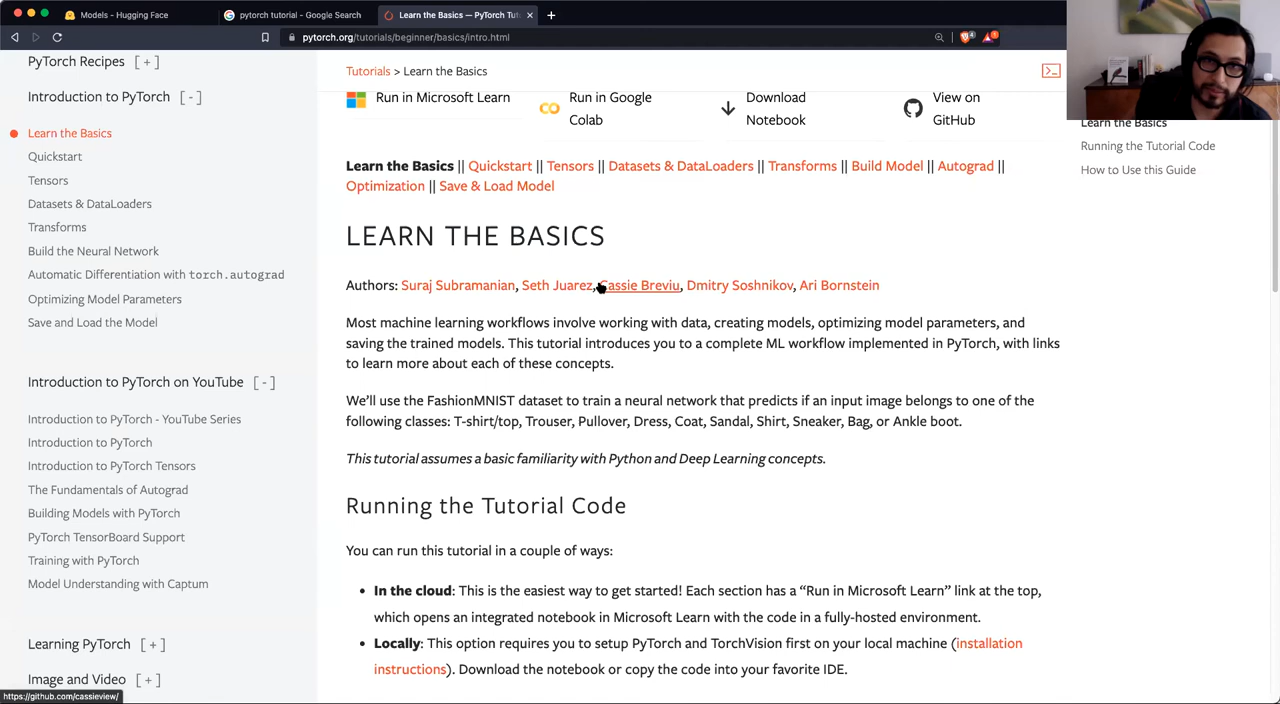 Models - Hugging Face
pytorch tutorial - Google Search
Learn the Basics — PyTorch Tut
pytorch.org/tutorials/beginner/basics/intro.html
PyTorch Recipes [+]
Introduction to PyTorch [-]
Learn the Basics
Quickstart
Tensors
Datasets & DataLoaders
Transforms
Build the Neural Network
Automatic Differentiation with torch.autograd
Optimizing Model Parameters
Save and Load the Model
Introduction to PyTorch on YouTube [-]
Introduction to PyTorch - YouTube Series
Introduction to PyTorch
Introduction to PyTorch Tensors
The Fundamentals of Autograd
Building Models with PyTorch
PyTorch TensorBoard Support
Training with PyTorch
Model Understanding with Captum
Learning PyTorch [+]
Image and Video [+]
https://github.com/cassieview/
Tutorials > Learn the Basics
Run in Microsoft Learn
Run in Google
Colab
Download
Notebook
View on
GitHub
Learn the Basics || Quickstart || Tensors || Datasets & DataLoaders || Transforms || Build Model || Autograd ||
Optimization || Save & Load Model
LEARN THE BASICS
Authors: Suraj Subramanian, Seth Juarez, Cassie Breviu, Dmitry Soshnikov, Ari Bornstein
Most machine learning workflows involve working with data, creating models, optimizing model parameters, and
saving the trained models. This tutorial introduces you to a complete ML workflow implemented in PyTorch, with links
to learn more about each of these concepts.
We’ll use the FashionMNIST dataset to train a neural network that predicts if an input image belongs to one of the
following classes: T-shirt/top, Trouser, Pullover, Dress, Coat, Sandal, Shirt, Sneaker, Bag, or Ankle boot.
This tutorial assumes a basic familiarity with Python and Deep Learning concepts.
Running the Tutorial Code
You can run this tutorial in a couple of ways:
• In the cloud: This is the easiest way to get started! Each section has a “Run in Microsoft Learn” link at the top,
which opens an integrated notebook in Microsoft Learn with the code in a fully-hosted environment.
• Locally: This option requires you to setup PyTorch and TorchVision first on your local machine (installation
instructions). Download the notebook or copy the code into your favorite IDE.
Learn the Basics
Running the Tutorial Code
How to Use this Guide